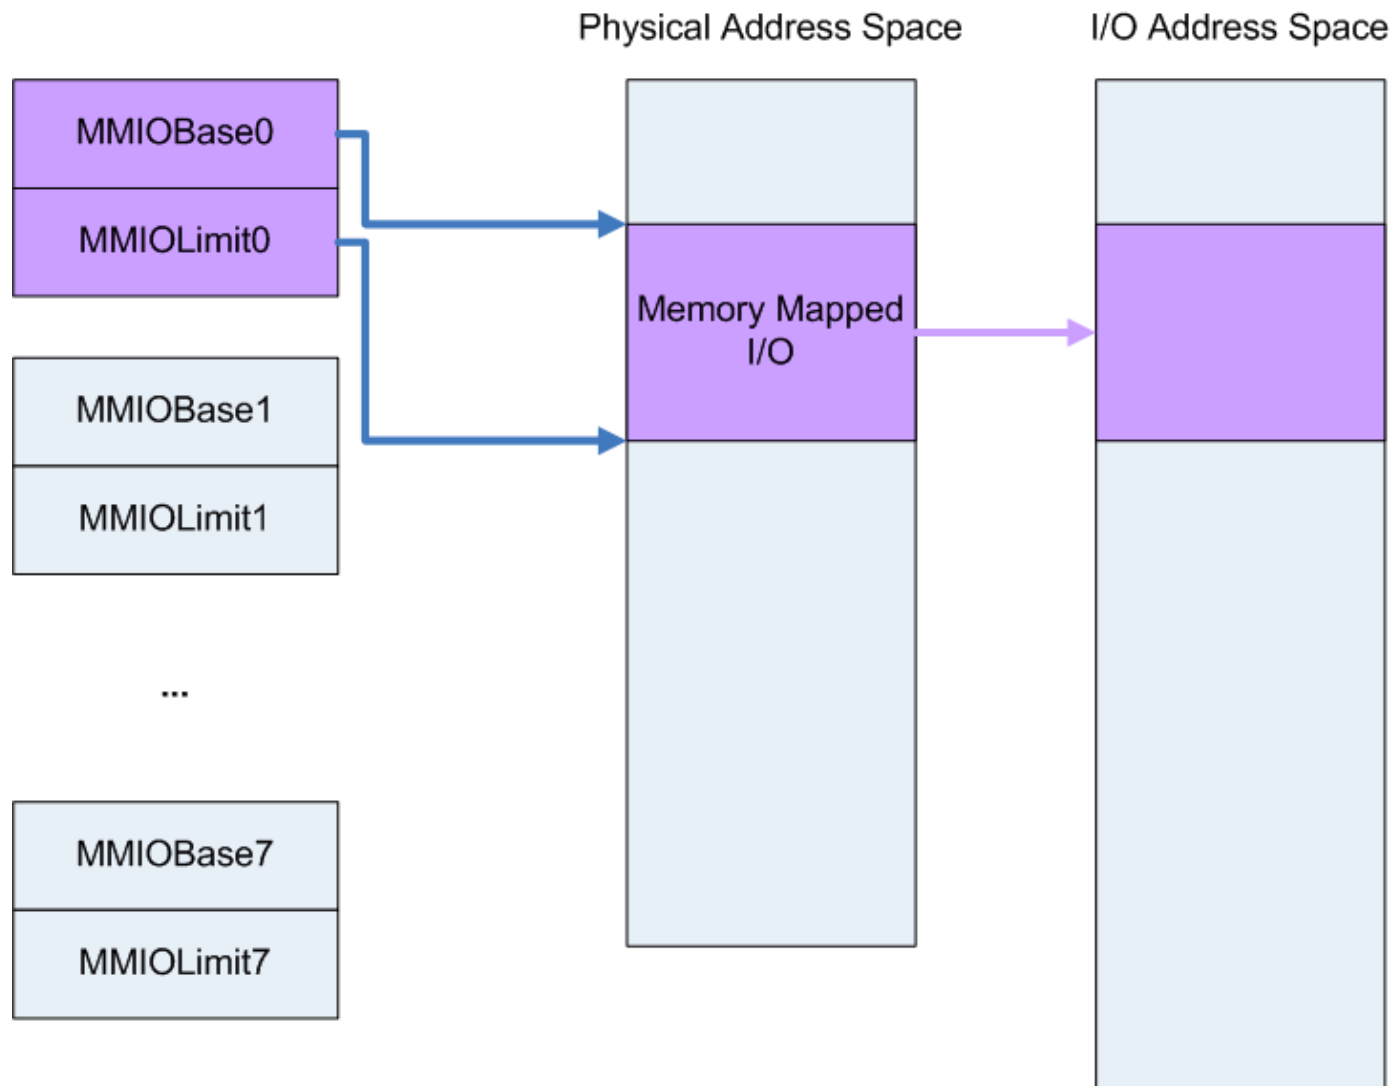 Physical Address Space
I/O Address Space
MMIOBase0
MMIOLimit0
Memory Mapped
I/O
MMIOBase1
MMIOLimit1
...
MMIOBase7
MMIOLimit7